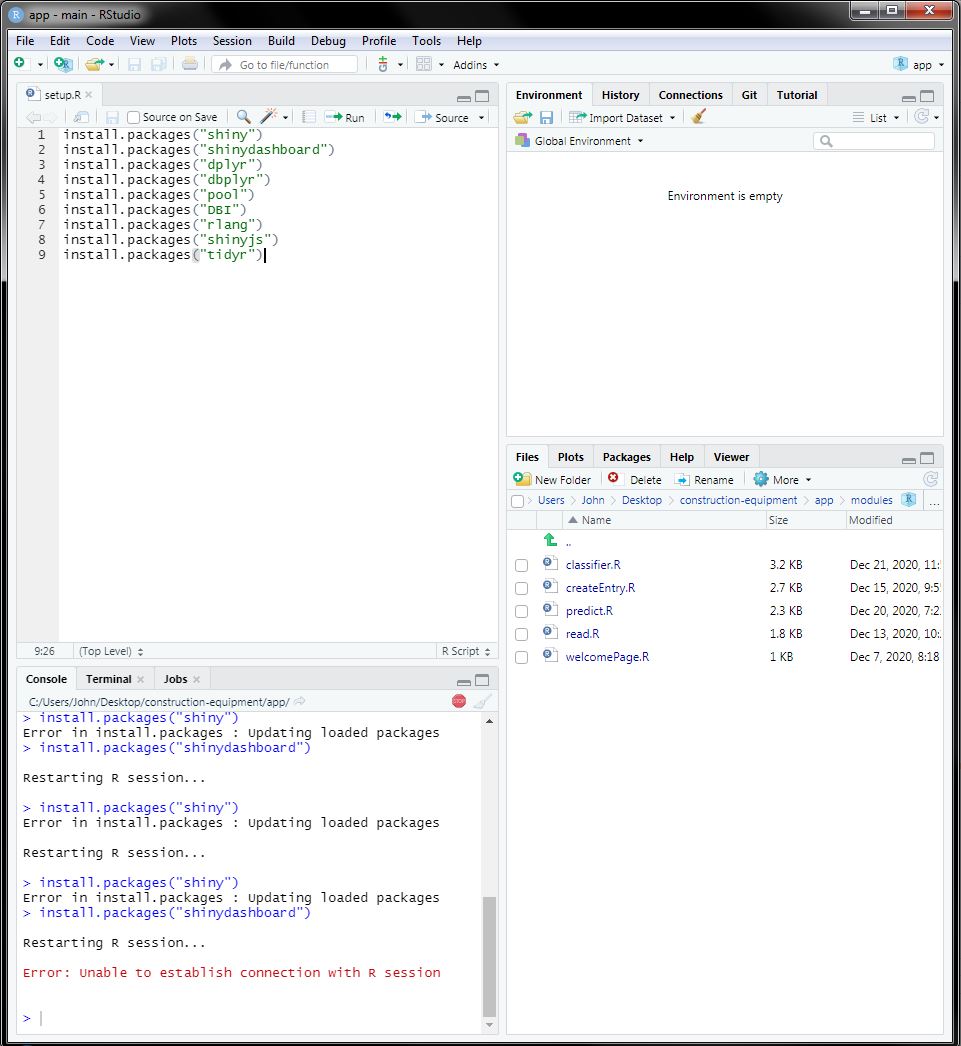 app - main - RStudio
File Edit Code View Plots Session Build Debug Profile Tools Help
Go to file/function Addins app
setup.R
Source on Save Run Source
1 install.packages("shiny")
2 install.packages("shinydashboard")
3 install.packages("dplyr")
4 install.packages("dbplyr")
5 install.packages("pool")
6 install.packages("DBI")
7 install.packages("rlang")
8 install.packages("shinyjs")
9 install.packages("tidyr")
9:26 (Top Level) R Script
Console Terminal Jobs
C:/Users/John/Desktop/construction-equipment/app/
STOP
> install.packages("shiny")
Error in install.packages : Updating loaded packages
> install.packages("shinydashboard")
Restarting R session...
> install.packages("shiny")
Error in install.packages : Updating loaded packages
Restarting R session...
> install.packages("shiny")
Error in install.packages : Updating loaded packages
> install.packages("shinydashboard")
Restarting R session...
Error: Unable to establish connection with R session
>
Environment History Connections Git Tutorial
Import Dataset List
Global Environment
Environment is empty
Files Plots Packages Help Viewer
New Folder Delete Rename More
Users > John > Desktop > construction-equipment > app > modules ...
Name Size Modified
..
classifier.R 3.2 KB Dec 21, 2020, 11:
createEntry.R 2.7 KB Dec 15, 2020, 9:5
predict.R 2.3 KB Dec 20, 2020, 7:2
read.R 1.8 KB Dec 13, 2020, 10:
welcomePage.R 1 KB Dec 7, 2020, 8:18